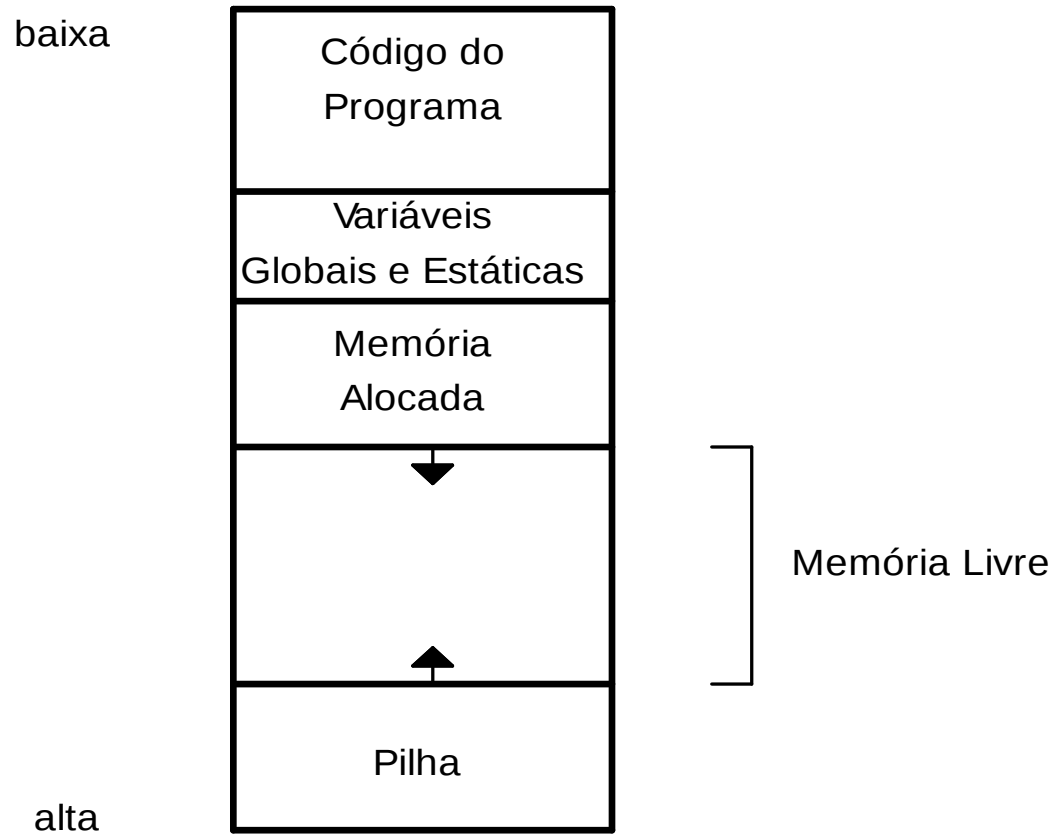 baixa
Código do
Programa
Variáveis
Globais e Estáticas
Memória
Alocada
Memória Livre
Pilha
alta